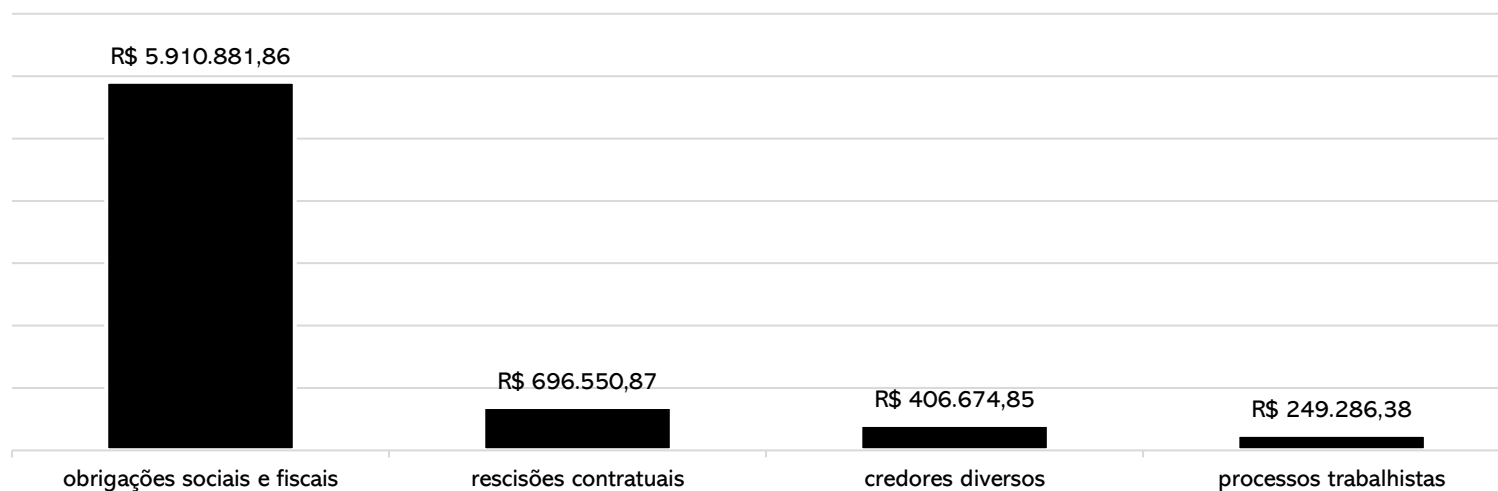 R$ 5.910.881,86
R$ 696.550,87
R$ 406.674,85
R$ 249.286,38
obrigações sociais e fiscais
rescisões contratuais
credores diversos
processos trabalhistas